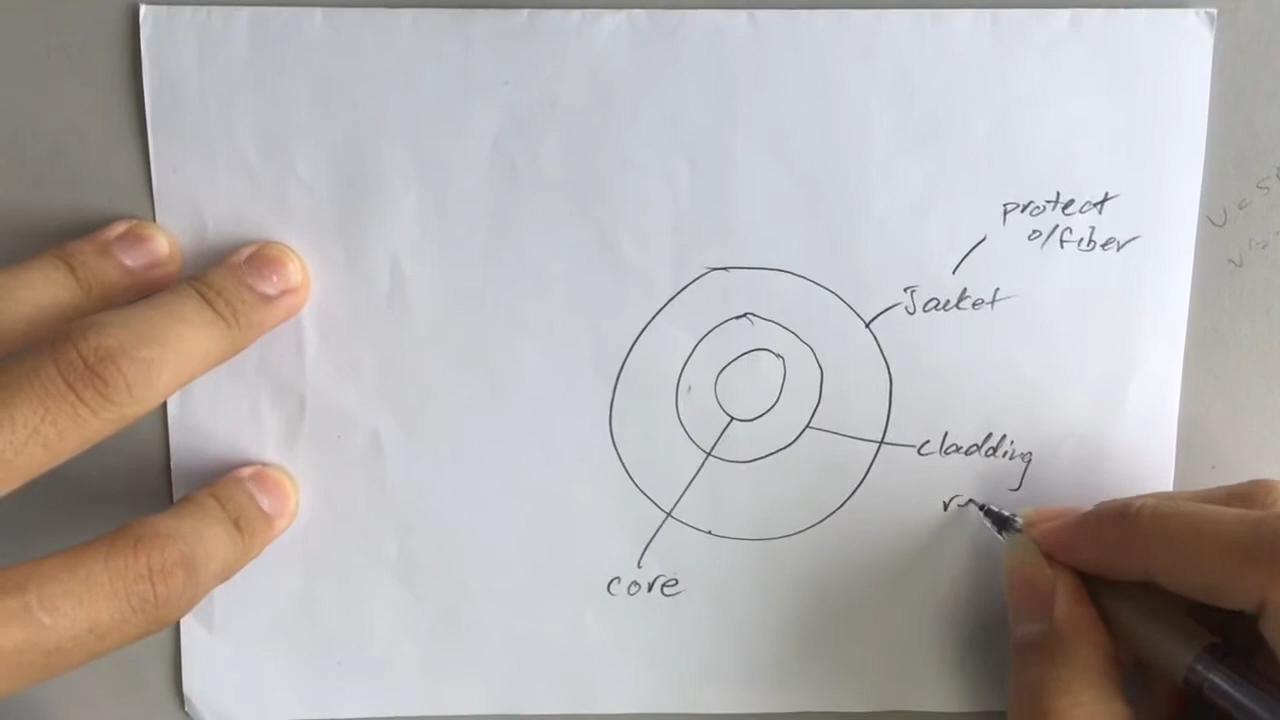 protect
o/fiber
Jacket
cladding
core